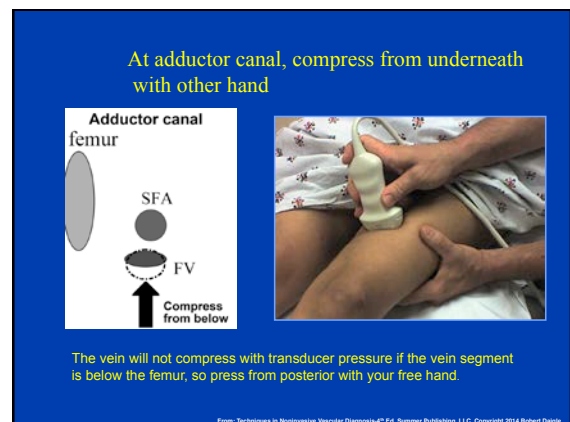 At adductor canal, compress from underneath
with other hand
Adductor canal
femur
SFA
FV
Compress
from below
The vein will not compress with transducer pressure if the vein segment
is below the femur, so press from posterior with your free hand.
From: Techniques in Noninvasive Vascular Diagnosis-4th Ed. Summer Publishing, LLC. Copyright 2014 Robert Daigle